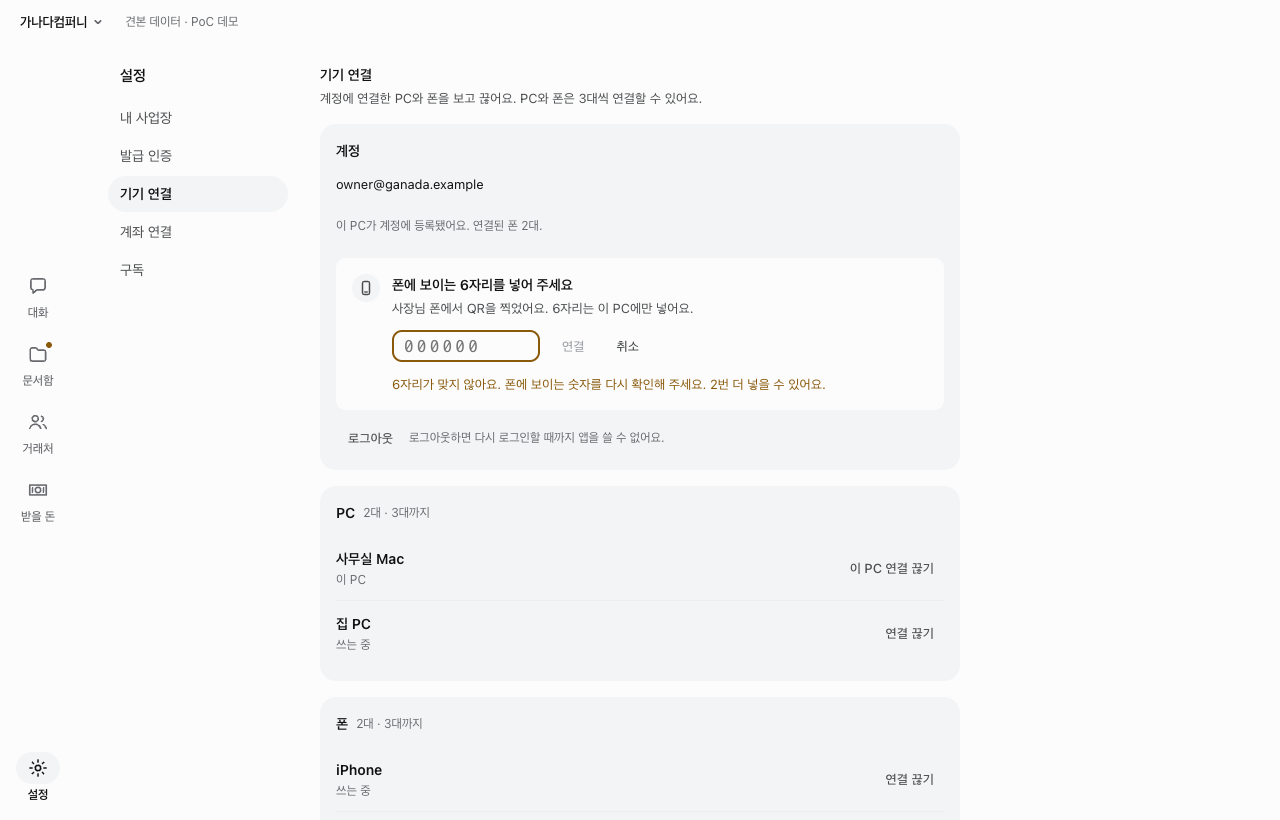 가나다컴퍼니
견본 데이터 · PoC 데모
설정
내 사업장
발급 인증
기기 연결
계좌 연결
구독
대화
문서함
거래처
받을 돈
설정
기기 연결
계정에 연결한 PC와 폰을 보고 끊어요. PC와 폰은 3대씩 연결할 수 있어요.
계정
owner@ganada.example
이 PC가 계정에 등록됐어요. 연결된 폰 2대.
폰에 보이는 6자리를 넣어 주세요
사장님 폰에서 QR을 찍었어요. 6자리는 이 PC에만 넣어요.
000000
연결
취소
6자리가 맞지 않아요. 폰에 보이는 숫자를 다시 확인해 주세요. 2번 더 넣을 수 있어요.
로그아웃
로그아웃하면 다시 로그인할 때까지 앱을 쓸 수 없어요.
PC 2대 · 3대까지
사무실 Mac
이 PC
이 PC 연결 끊기
집 PC
쓰는 중
연결 끊기
폰 2대 · 3대까지
iPhone
쓰는 중
연결 끊기